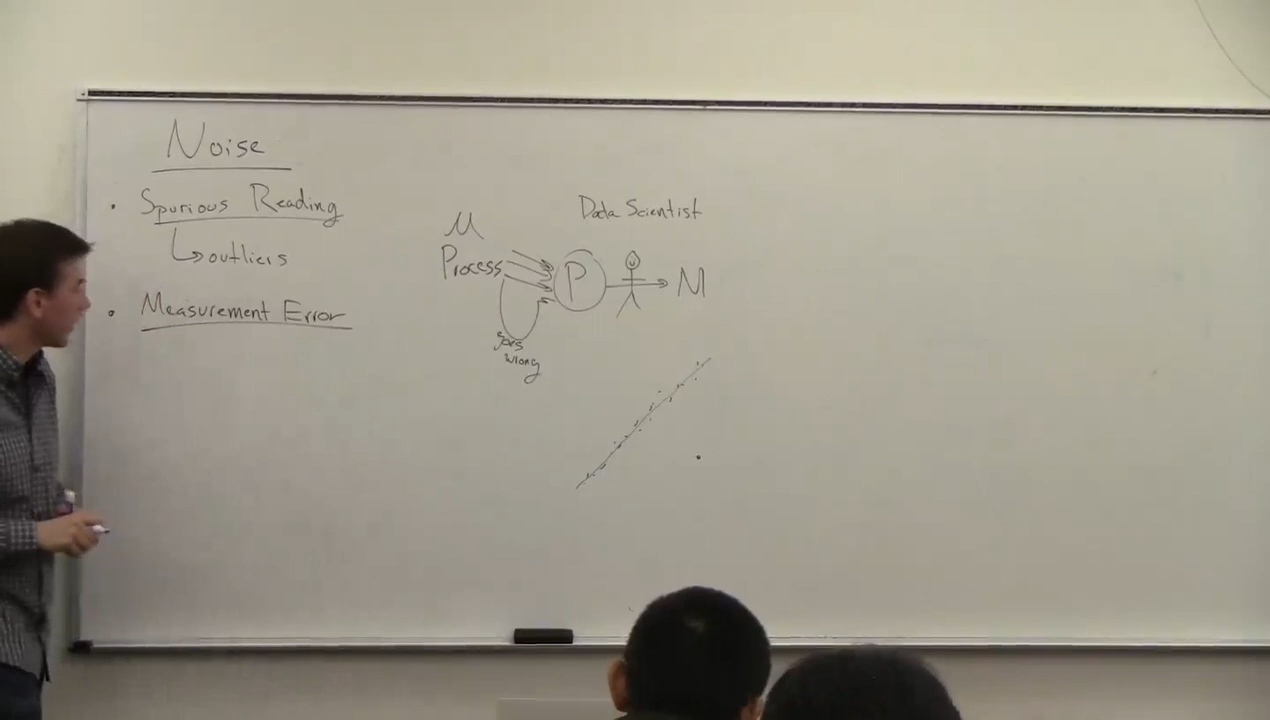 Noise
• Spurious Reading
↳ outliers
• Measurement Error
Data Scientist
M
Process
P
M
goes
wrong